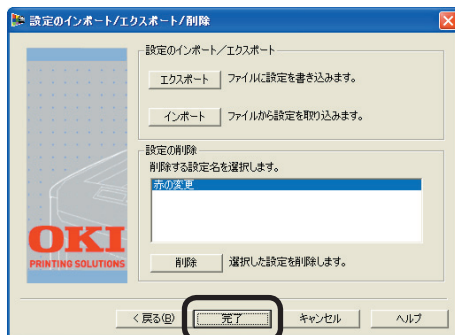 設定のインポート/エクスポート/削除
設定のインポート/エクスポート
エクスポート ファイルに設定を書き込みます。
インポート ファイルから設定を取り込みます。
設定の削除
削除する設定名を選択します。
赤の変更
OKI
PRINTING SOLUTIONS
削除 選択した設定を削除します。
< 戻る(B) 完了 キャンセル ヘルプ